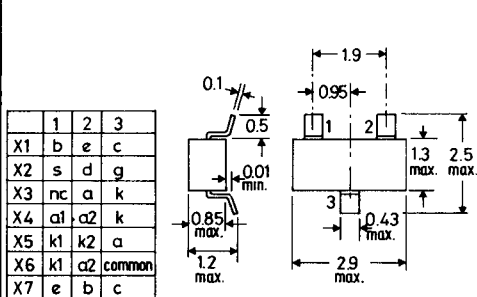 1 2 3
X1 b e c
X2 s d g
X3 nc a k
X4 a1 a2 k
X5 k1 k2 a
X6 k1 a2 common
X7 e b c
0.1
0.5
0.01
min.
0.85
max.
1.2
max.
1.9
0.95
1 2
1.3
max.
2.5
max.
3
0.43
max.
2.9
max.